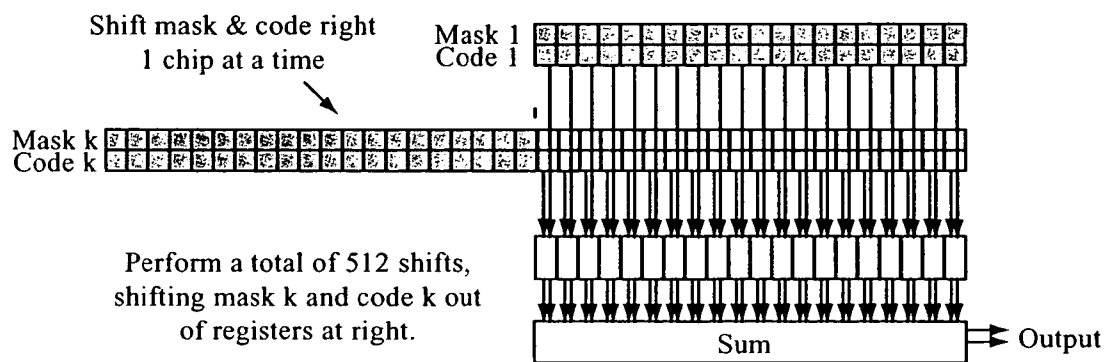 Shift mask & code right
1 chip at a time
Mask 1
Code 1
Mask k
Code k
Perform a total of 512 shifts,
shifting mask k and code k out
of registers at right.
Sum
Output